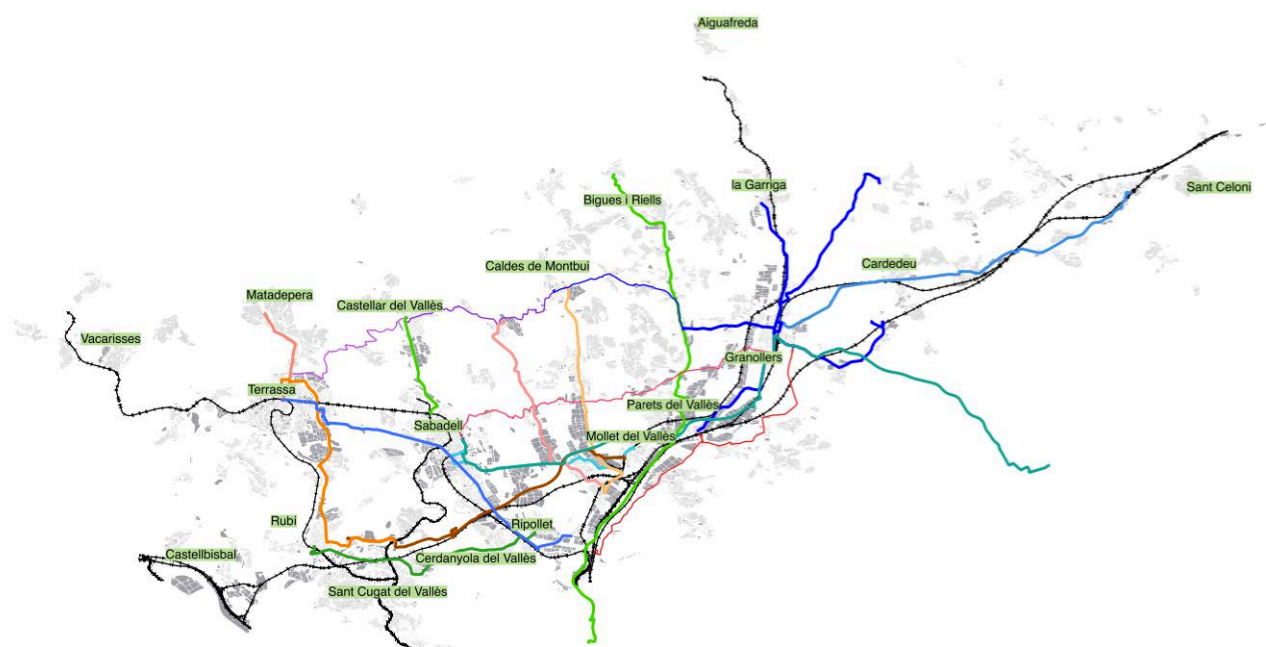 Aiguafreda
la Garriga
Sant Celoni
Bigues i Riells
Caldes de Montbui
Cardedeu
Matadepera
Castellar del Vallès
Vacarisses
Granollers
Terrassa
Parets del Vallès
Sabadell
Mollet del Vallès
Rubí
Ripollet
Castellbisbal
Cerdanyola del Vallès
Sant Cugat del Vallès